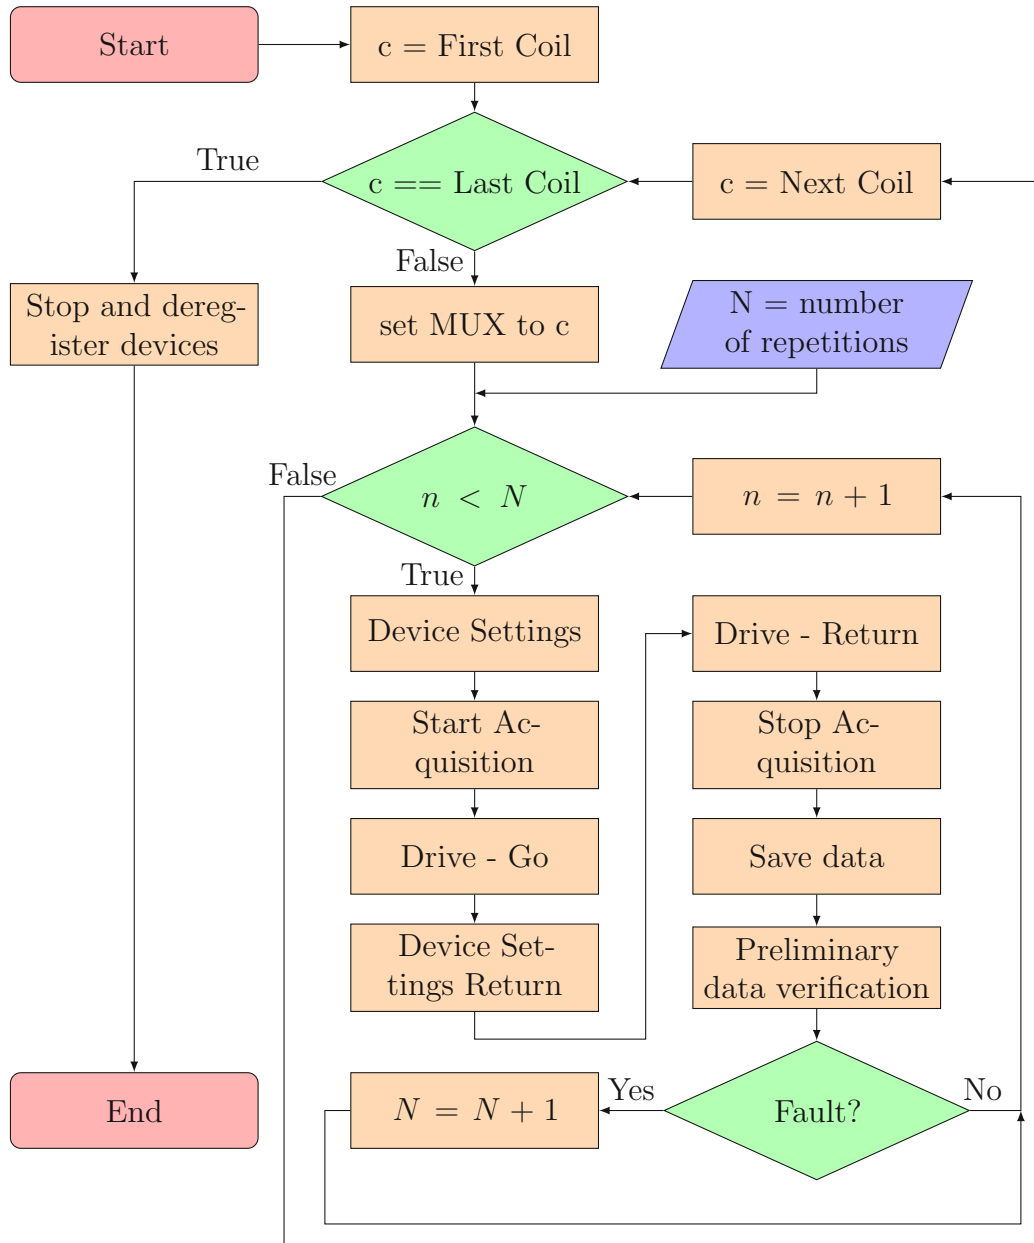 Start
c = First Coil
True
c == Last Coil
c = Next Coil
False
Stop and dereg-
ister devices
set MUX to c
N = number
of repetitions
False
n < N
n = n + 1
True
Device Settings
Drive - Return
Start Ac-
quisition
Stop Ac-
quisition
Drive - Go
Save data
Device Set-
tings Return
Preliminary
data verification
End
N = N + 1
Yes
Fault?
No